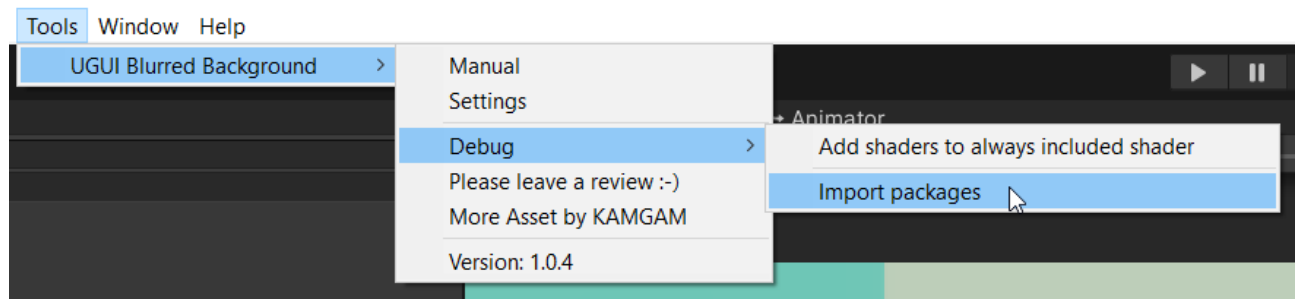 Tools Window Help
UGUI Blurred Background
Manual
Settings
Debug
Please leave a review :-)
More Asset by KAMGAM
Version: 1.0.4
Animator
Add shaders to always included shader
Import packages